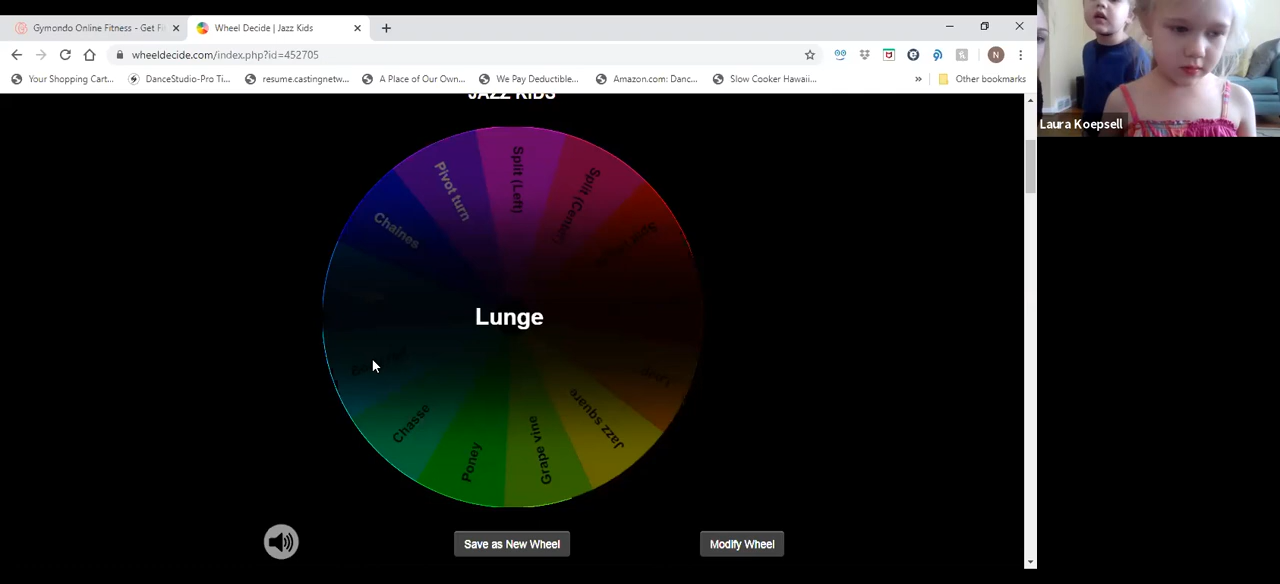 Gymondo Online Fitness - Get Fi
Wheel Decide | Jazz Kids
wheeldecide.com/index.php?id=452705
N
Your Shopping Cart...
DanceStudio-Pro Ti...
resume.castingnetw...
A Place of Our Own...
We Pay Deductible...
Amazon.com: Danc...
Slow Cooker Hawaii...
»
Other bookmarks
JAZZ KIDS
Laura Koepsell
Pivot turn
Split (Left)
Split (Center)
Chaines
Lunge
Chasse
Poney
Grape vine
Jazz square
Save as New Wheel
Modify Wheel